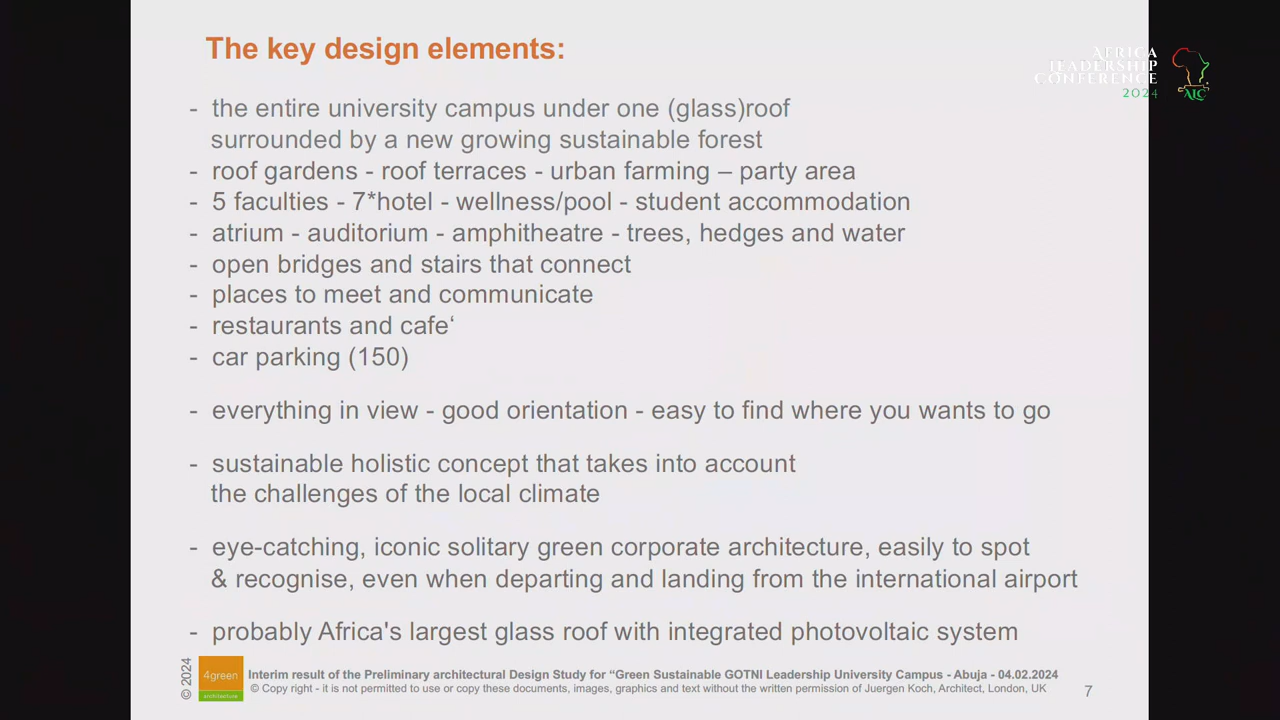 The key design elements:
AFRICA
LEADERSHIP
CONFERENCE
2024
ALC
- the entire university campus under one (glass)roof
surrounded by a new growing sustainable forest
- roof gardens - roof terraces - urban farming – party area
- 5 faculties - 7*hotel - wellness/pool - student accommodation
- atrium - auditorium - amphitheatre - trees, hedges and water
- open bridges and stairs that connect
- places to meet and communicate
- restaurants and cafe‘
- car parking (150)
- everything in view - good orientation - easy to find where you wants to go
- sustainable holistic concept that takes into account
the challenges of the local climate
- eye-catching, iconic solitary green corporate architecture, easily to spot
& recognise, even when departing and landing from the international airport
- probably Africa's largest glass roof with integrated photovoltaic system
© 2024
4green
architecture
Interim result of the Preliminary architectural Design Study for “Green Sustainable GOTNI Leadership University Campus - Abuja - 04.02.2024
© Copy right - it is not permitted to use or copy these documents, images, graphics and text without the written permission of Juergen Koch, Architect, London, UK
7